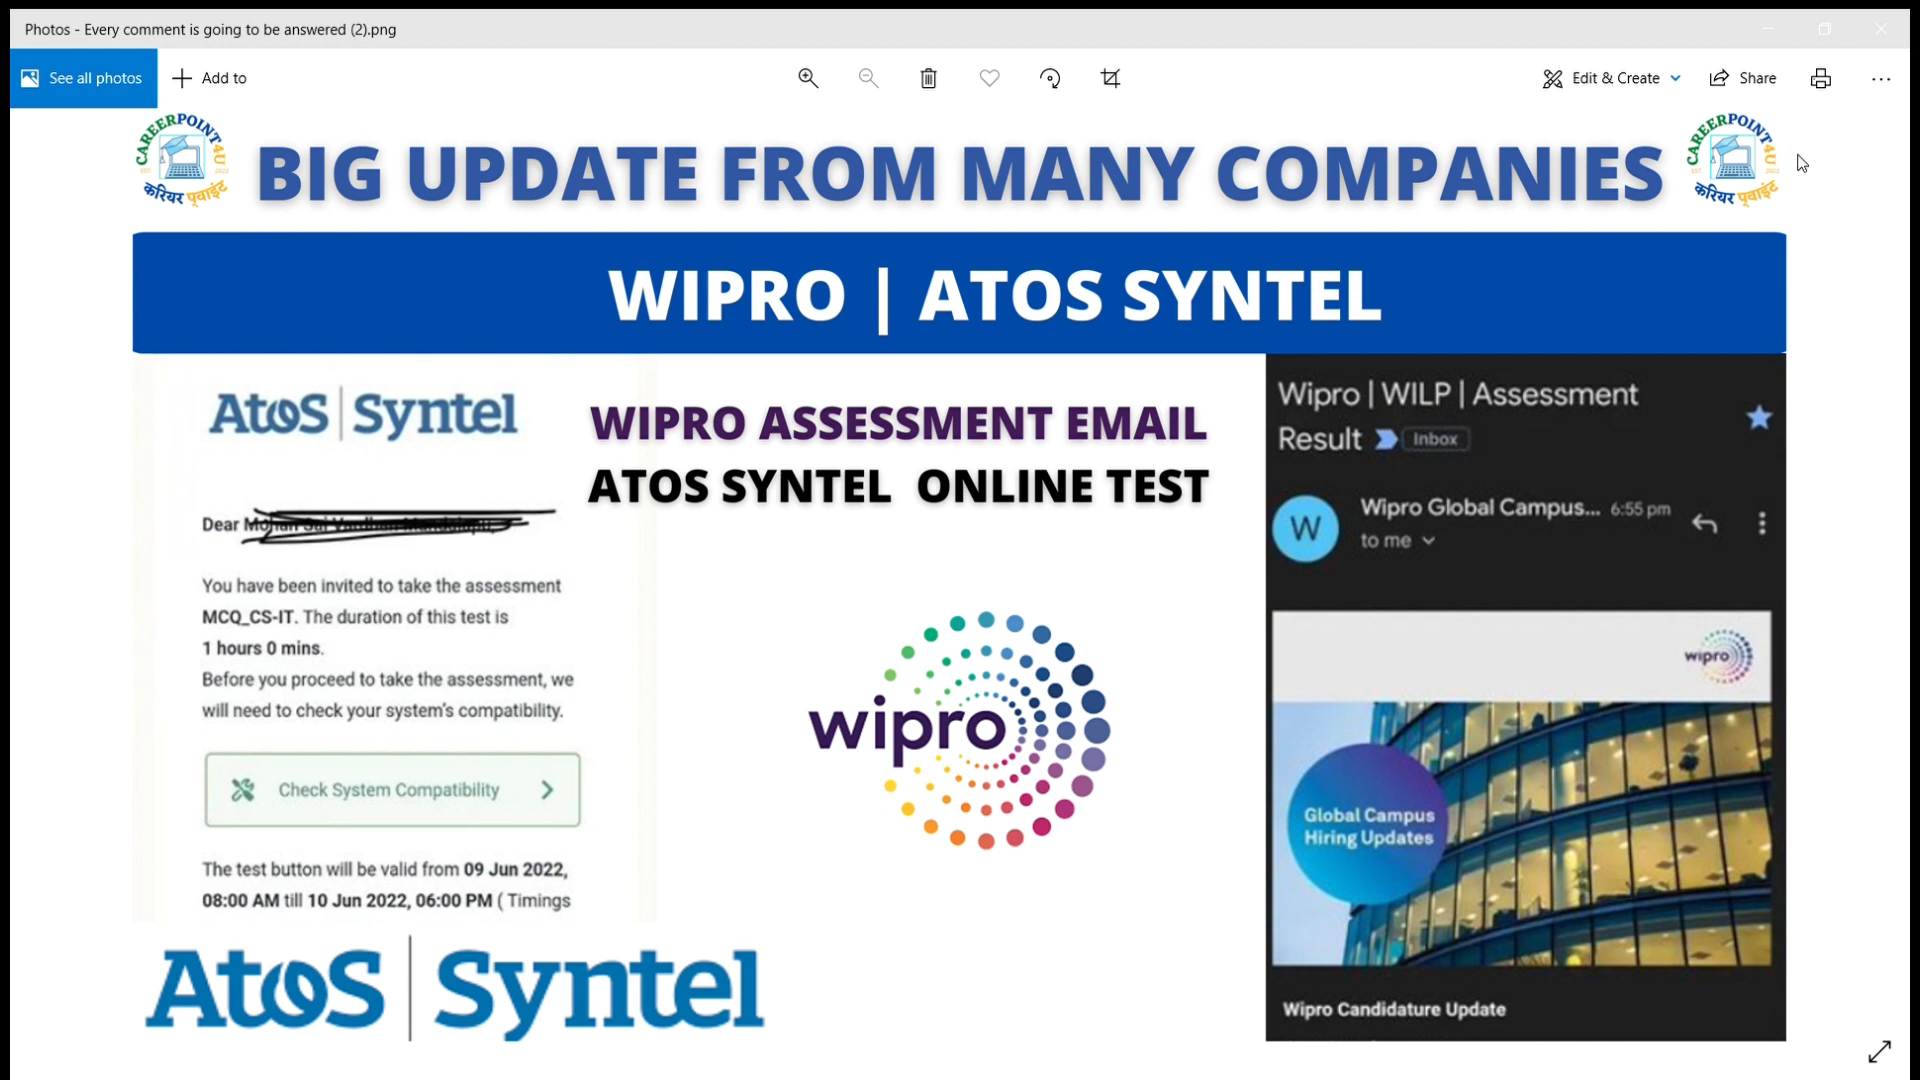 Photos - Every comment is going to be answered (2).png
See all photos
Add to
Edit & Create
Share
CAREERPOINT4U
EST. 2022
करियर प्वाईंट
BIG UPDATE FROM MANY COMPANIES
CAREERPOINT4U
EST. 2022
करियर प्वाईंट
WIPRO | ATOS SYNTEL
Atos | Syntel
Dear
You have been invited to take the assessment
MCQ_CS-IT. The duration of this test is
1 hours 0 mins.
Before you proceed to take the assessment, we
will need to check your system's compatibility.
Check System Compatibility
The test button will be valid from 09 Jun 2022,
08:00 AM till 10 Jun 2022, 06:00 PM ( Timings
Atos | Syntel
WIPRO ASSESSMENT EMAIL
ATOS SYNTEL ONLINE TEST
wipro
Wipro | WILP | Assessment
Result Inbox
W
Wipro Global Campus... 6:55 pm
to me
wipro
Global Campus
Hiring Updates
Wipro Candidature Update